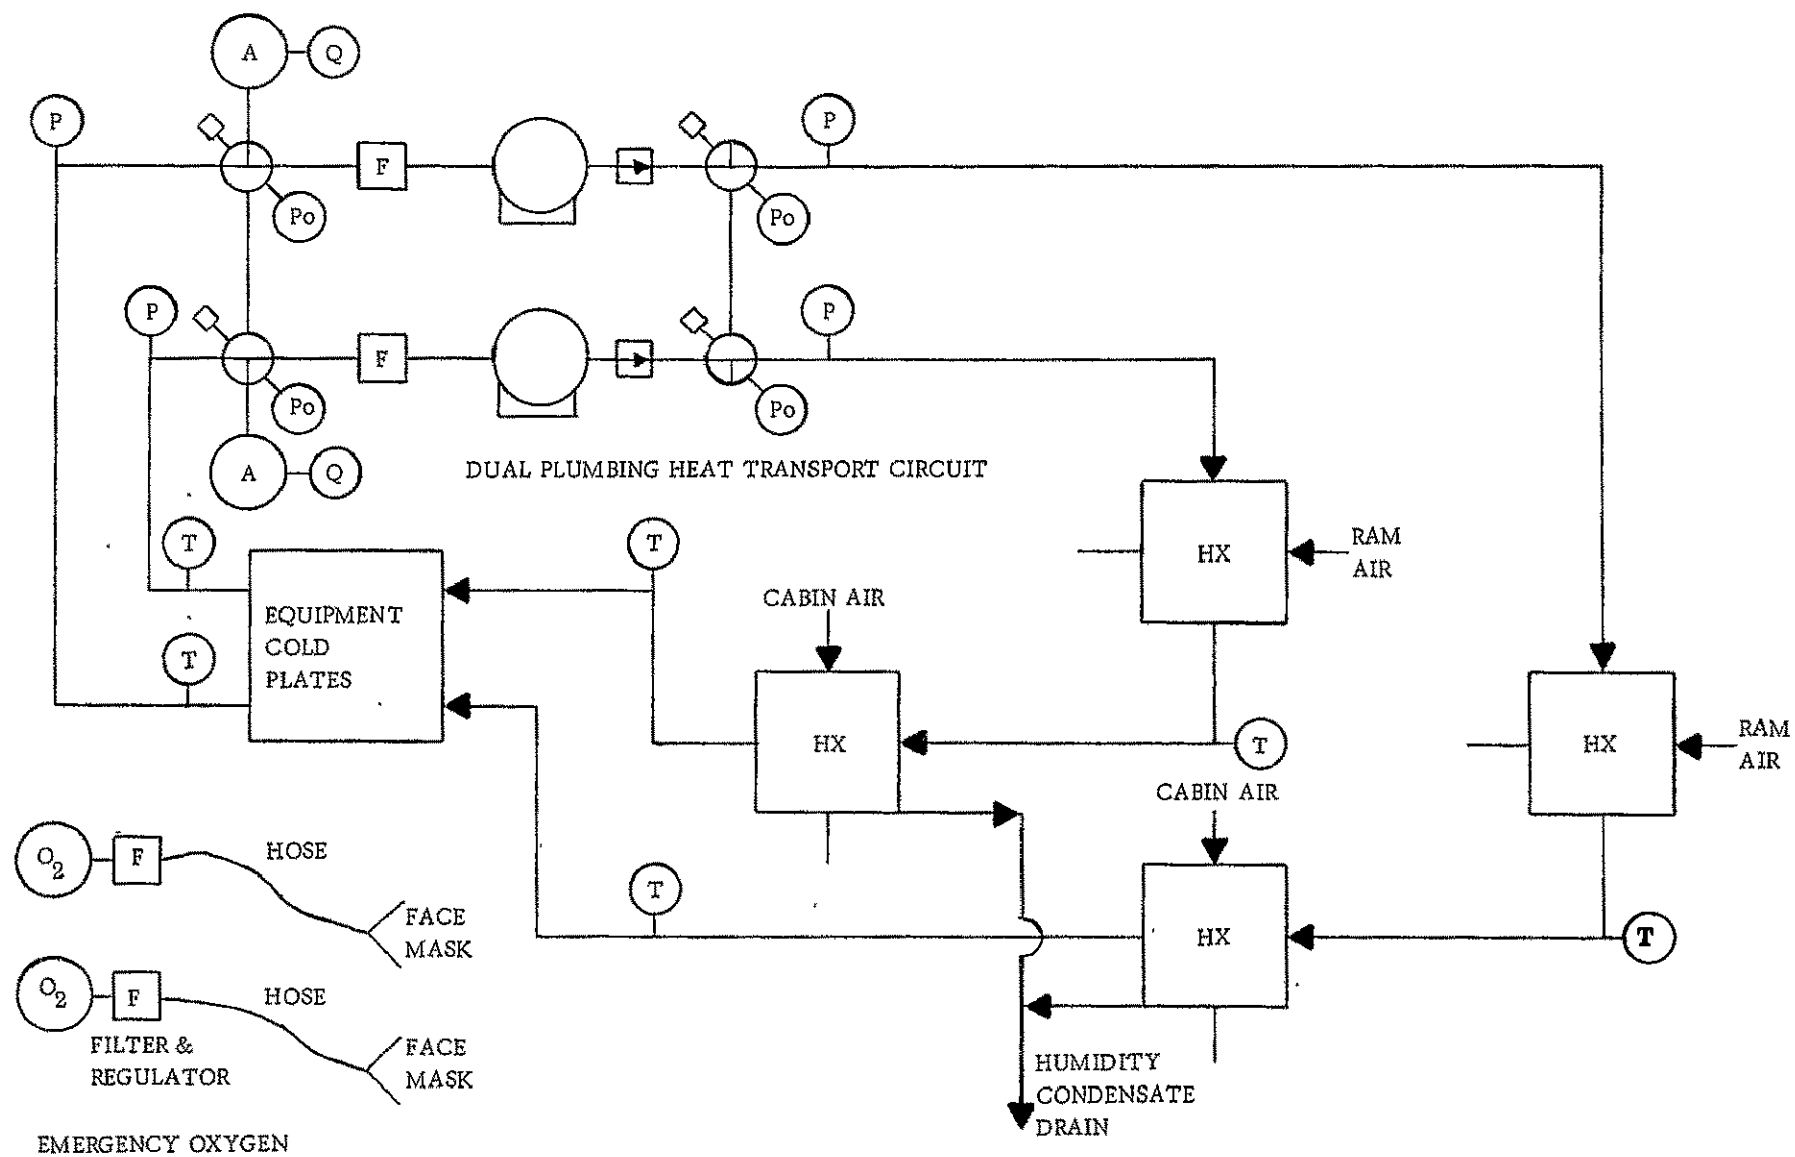 A
Q
P
P
F
Po
Po
P
P
F
Po
Po
A
Q
DUAL PLUMBING HEAT TRANSPORT CIRCUIT
T
T
HX
RAM
AIR
CABIN AIR
EQUIPMENT
COLD
PLATES
T
HX
T
HX
RAM
AIR
CABIN AIR
O2
F
HOSE
T
HX
T
FACE
MASK
O2
F
HOSE
FILTER &
REGULATOR
FACE
MASK
HUMIDITY
CONDENSATE
DRAIN
EMERGENCY OXYGEN